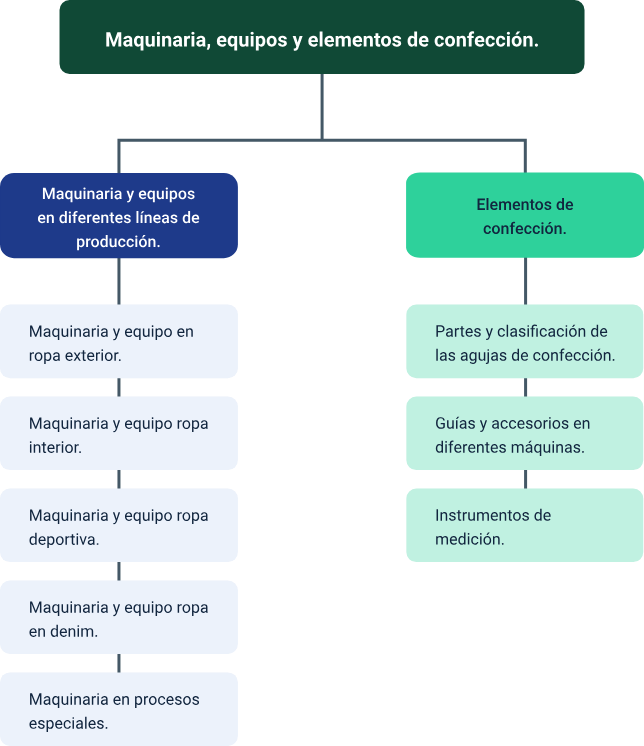 Maquinaria, equipos y elementos de confección.
Maquinaria y equipos
en diferentes líneas de
producción.
Maquinaria y equipo en
ropa exterior.
Maquinaria y equipo ropa
interior.
Maquinaria y equipo ropa
deportiva.
Maquinaria y equipo ropa
en denim.
Maquinaria en procesos
especiales.
Elementos de
confección.
Partes y clasificación de
las agujas de confección.
Guías y accesorios en
diferentes máquinas.
Instrumentos de
medición.